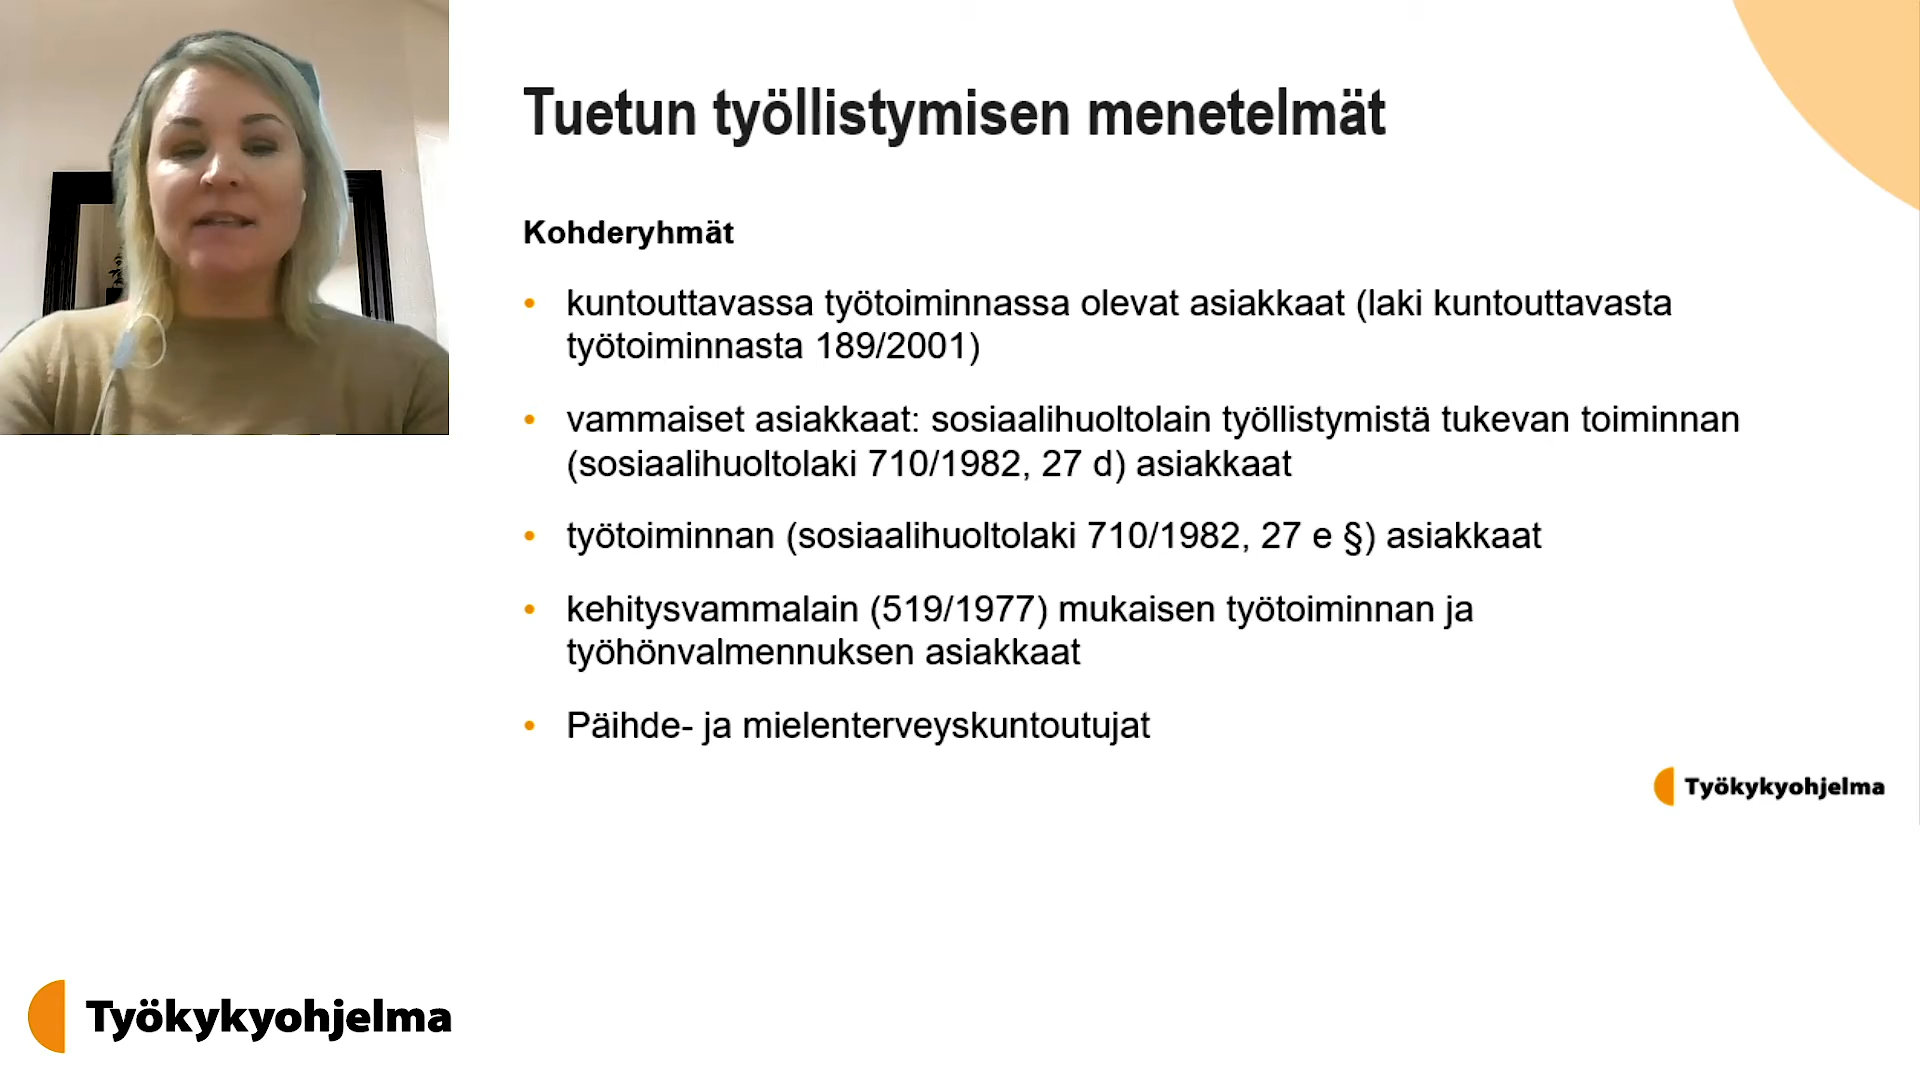 Tuetun työllistymisen menetelmät
Kohderyhmät
• kuntouttavassa työtoiminnassa olevat asiakkaat (laki kuntouttavasta
työtoiminnasta 189/2001)
• vammaiset asiakkaat: sosiaalihuoltolain työllistymistä tukevan toiminnan
(sosiaalihuoltolaki 710/1982, 27 d) asiakkaat
• työtoiminnan (sosiaalihuoltolaki 710/1982, 27 e §) asiakkaat
• kehitysvammalain (519/1977) mukaisen työtoiminnan ja
työhönvalmennuksen asiakkaat
• Päihde- ja mielenterveyskuntoutujat
Työkykyohjelma
Työkykyohjelma